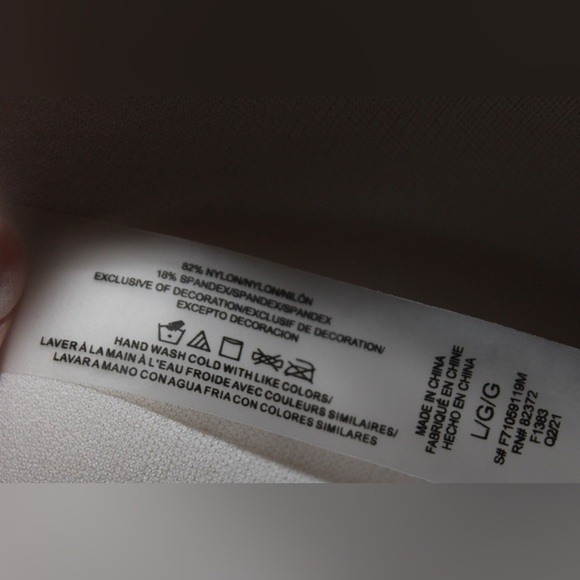 82% NYLON/NYLON/NILÓN
18% SPANDEX/SPANDEX/SPANDEX
EXCLUSIVE OF DECORATION/EXCLUSIF DE DECORATION/
EXCEPTO DECORACION
HAND WASH COLD WITH LIKE COLORS/
LAVER À LA MAIN À L'EAU FROIDE AVEC COULEURS SIMILAIRES/
LAVAR A MANO CON AGUA FRIA CON COLORES SIMILARES
MADE IN CHINA
FABRIQUÉ EN CHINE
HECHO EN CHINA
L/G/G
S# F71059119M
RN# 82372
F1383
Q2/21